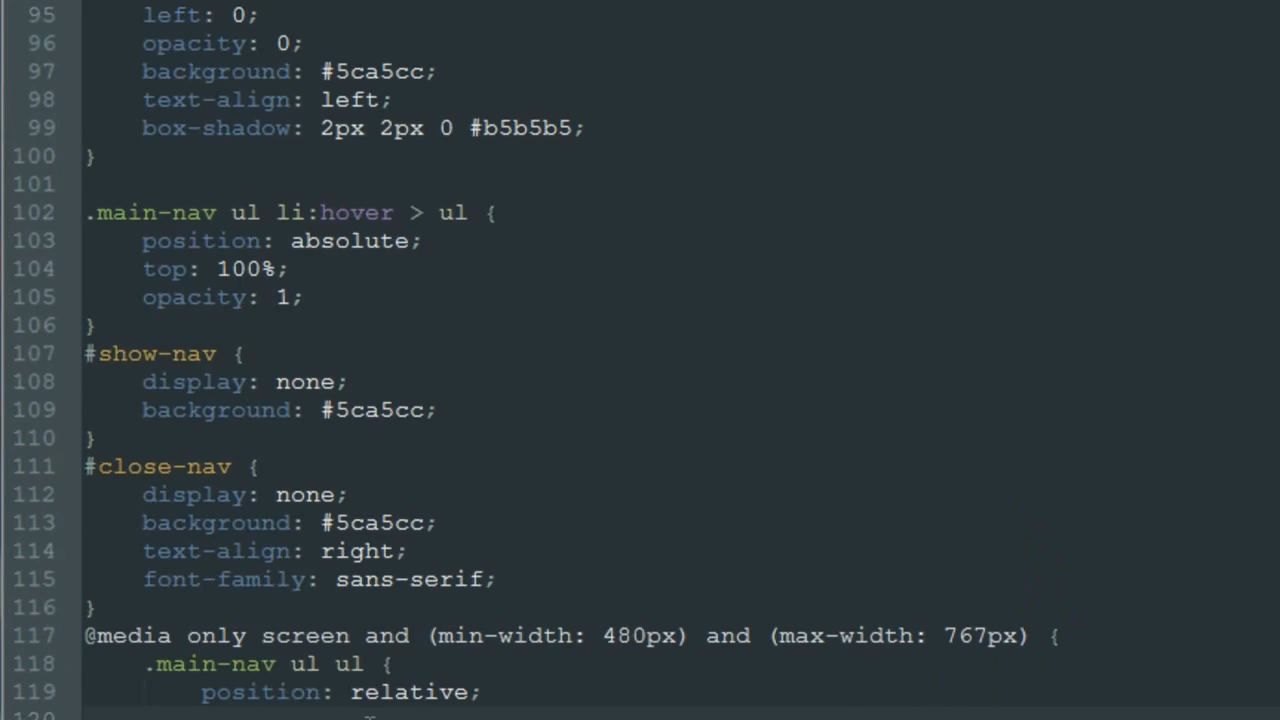 95 left: 0;
96 opacity: 0;
97 background: #5ca5cc;
98 text-align: left;
99 box-shadow: 2px 2px 0 #b5b5b5;
100 }
101
102 .main-nav ul li:hover > ul {
103 position: absolute;
104 top: 100%;
105 opacity: 1;
106 }
107 #show-nav {
108 display: none;
109 background: #5ca5cc;
110 }
111 #close-nav {
112 display: none;
113 background: #5ca5cc;
114 text-align: right;
115 font-family: sans-serif;
116 }
117 @media only screen and (min-width: 480px) and (max-width: 767px) {
118 .main-nav ul ul {
119 position: relative;
120